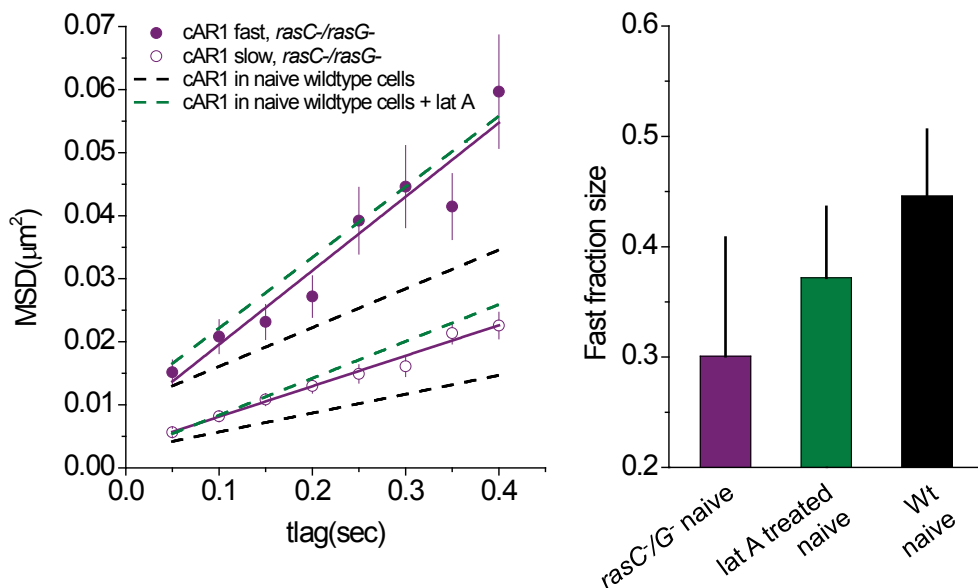 0.07
0.06
0.05
0.04
0.03
0.02
0.01
0.00
MSD(μm²)
cAR1 fast, rasC-/rasG-
cAR1 slow, rasC-/rasG-
cAR1 in naive wildtype cells
cAR1 in naive wildtype cells + lat A
0.0 0.1 0.2 0.3 0.4
tlag(sec)
0.6
0.5
0.4
0.3
0.2
Fast fraction size
rasC⁻/G⁻ naive
lat A treated
naive
Wt
naive